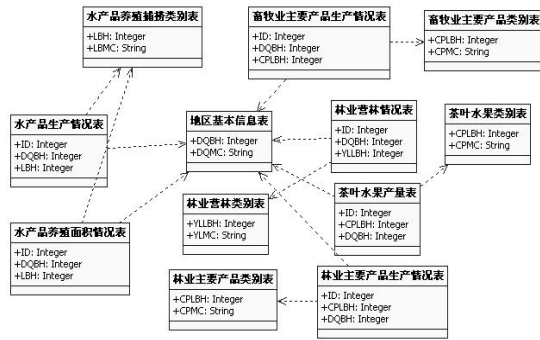 水产品养殖捕捞类别表
+LBH: Integer
+LBMC: String
畜牧业主要产品生产情况表
+ID: Integer
+DQBH: Integer
+CPLBH: Integer
畜牧业主要产品类别表
+CPLBH: Integer
+CPMC: String
水产品生产情况表
+ID: Integer
+DQBH: Integer
+LBH: Integer
地区基本信息表
+DQBH: Integer
+DQMC: String
林业营林情况表
+ID: Integer
+DQBH: Integer
+YLLBH: Integer
茶叶水果类别表
+CPLBH: Integer
+CPMC: String
水产品养殖面积情况表
+ID: Integer
+DQBH: Integer
+LBH: Integer
林业营林类别表
+YLLBH: Integer
+YLMC: String
茶叶水果产量表
+ID: Integer
+CPLBH: Integer
+DQBH: Integer
林业主要产品类别表
+CPLBH: Integer
+CPMC: String
林业主要产品生产情况表
+ID: Integer
+CPLBH: Integer
+DQBH: Integer